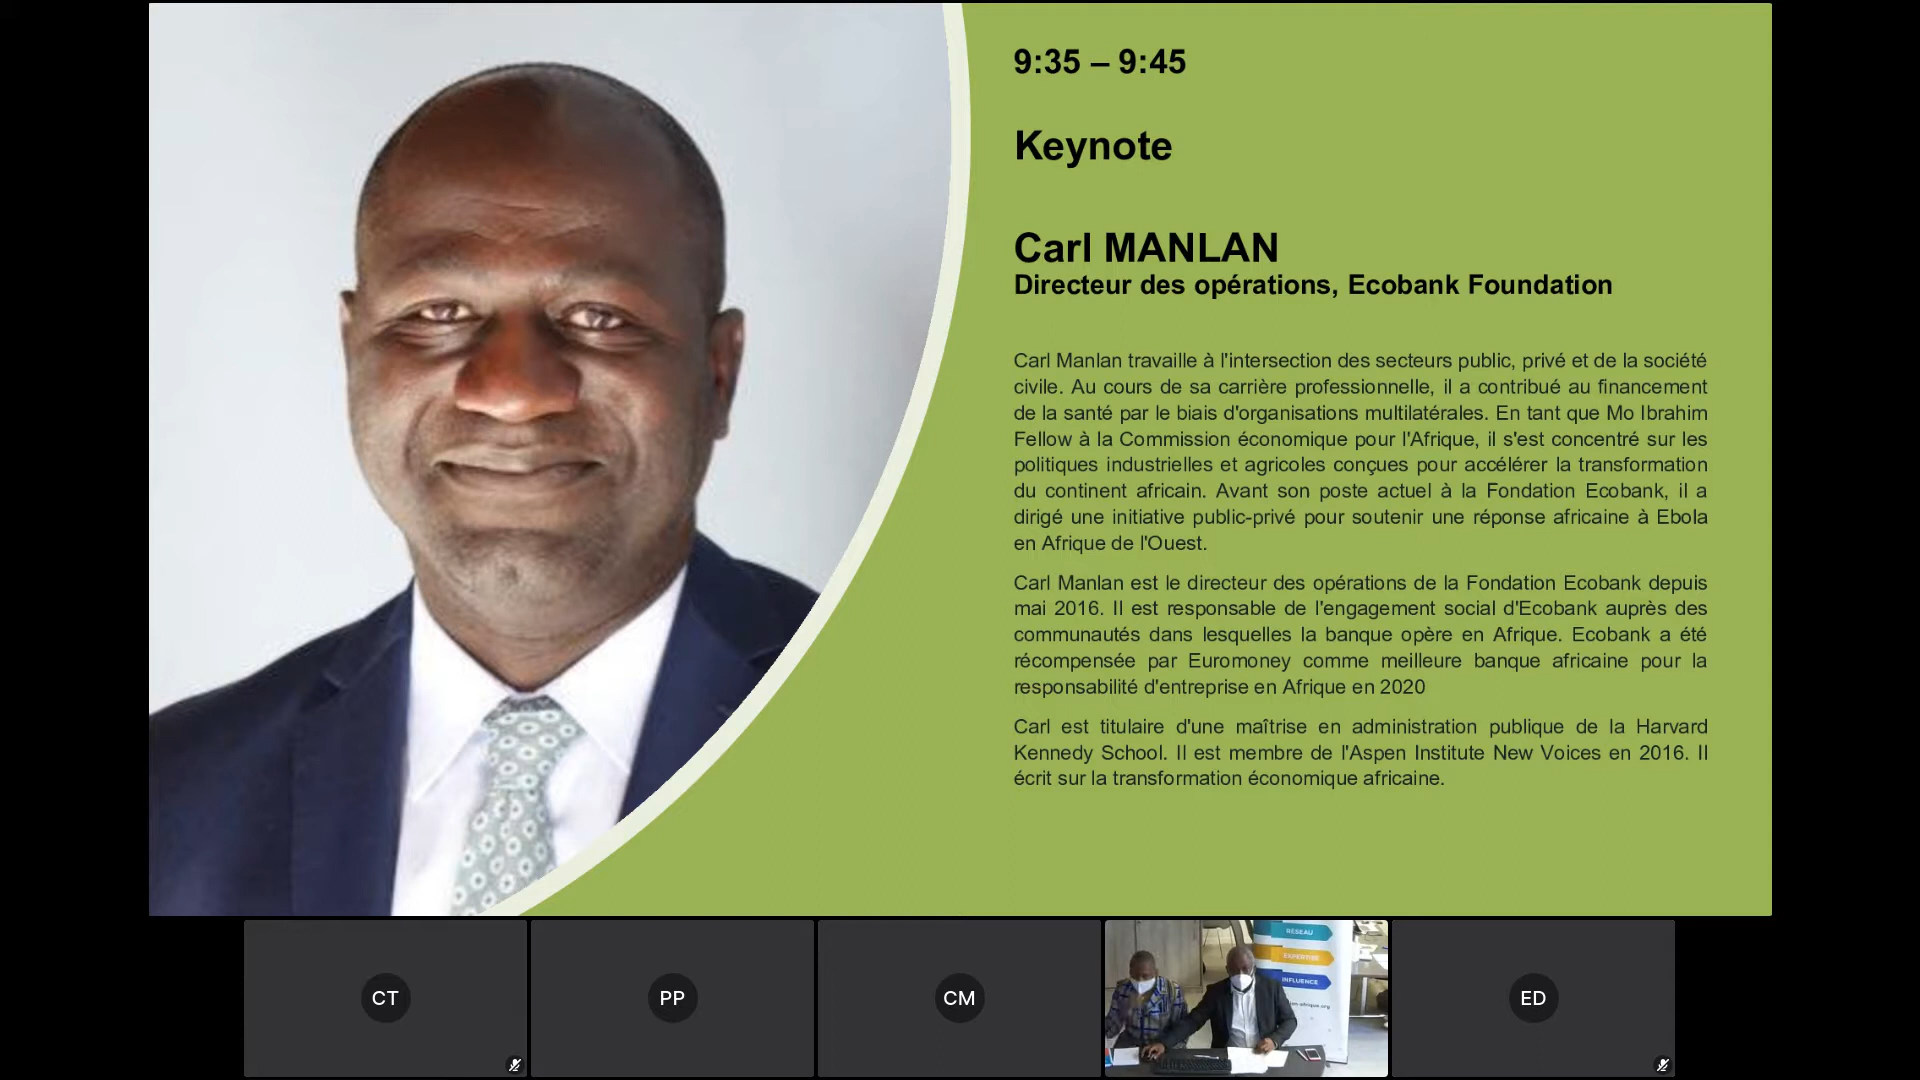 9:35 – 9:45
Keynote
Carl MANLAN
Directeur des opérations, Ecobank Foundation
Carl Manlan travaille à l'intersection des secteurs public, privé et de la société
civile. Au cours de sa carrière professionnelle, il a contribué au financement
de la santé par le biais d'organisations multilatérales. En tant que Mo Ibrahim
Fellow à la Commission économique pour l'Afrique, il s'est concentré sur les
politiques industrielles et agricoles conçues pour accélérer la transformation
du continent africain. Avant son poste actuel à la Fondation Ecobank, il a
dirigé une initiative public-privé pour soutenir une réponse africaine à Ebola
en Afrique de l'Ouest.
Carl Manlan est le directeur des opérations de la Fondation Ecobank depuis
mai 2016. Il est responsable de l'engagement social d'Ecobank auprès des
communautés dans lesquelles la banque opère en Afrique. Ecobank a été
récompensée par Euromoney comme meilleure banque africaine pour la
responsabilité d'entreprise en Afrique en 2020
Carl est titulaire d'une maîtrise en administration publique de la Harvard
Kennedy School. Il est membre de l'Aspen Institute New Voices en 2016. Il
écrit sur la transformation économique africaine.
CT
PP
CM
RÉSEAU
EXPERTISE
INFLUENCE
ED